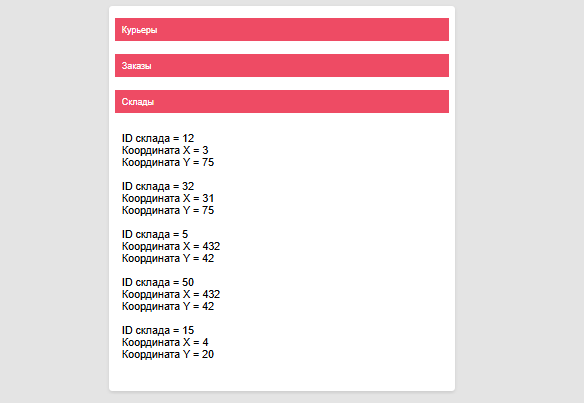 Курьеры
Заказы
Склады
ID склада = 12
Координата X = 3
Координата Y = 75
ID склада = 32
Координата X = 31
Координата Y = 75
ID склада = 5
Координата X = 432
Координата Y = 42
ID склада = 50
Координата X = 432
Координата Y = 42
ID склада = 15
Координата X = 4
Координата Y = 20